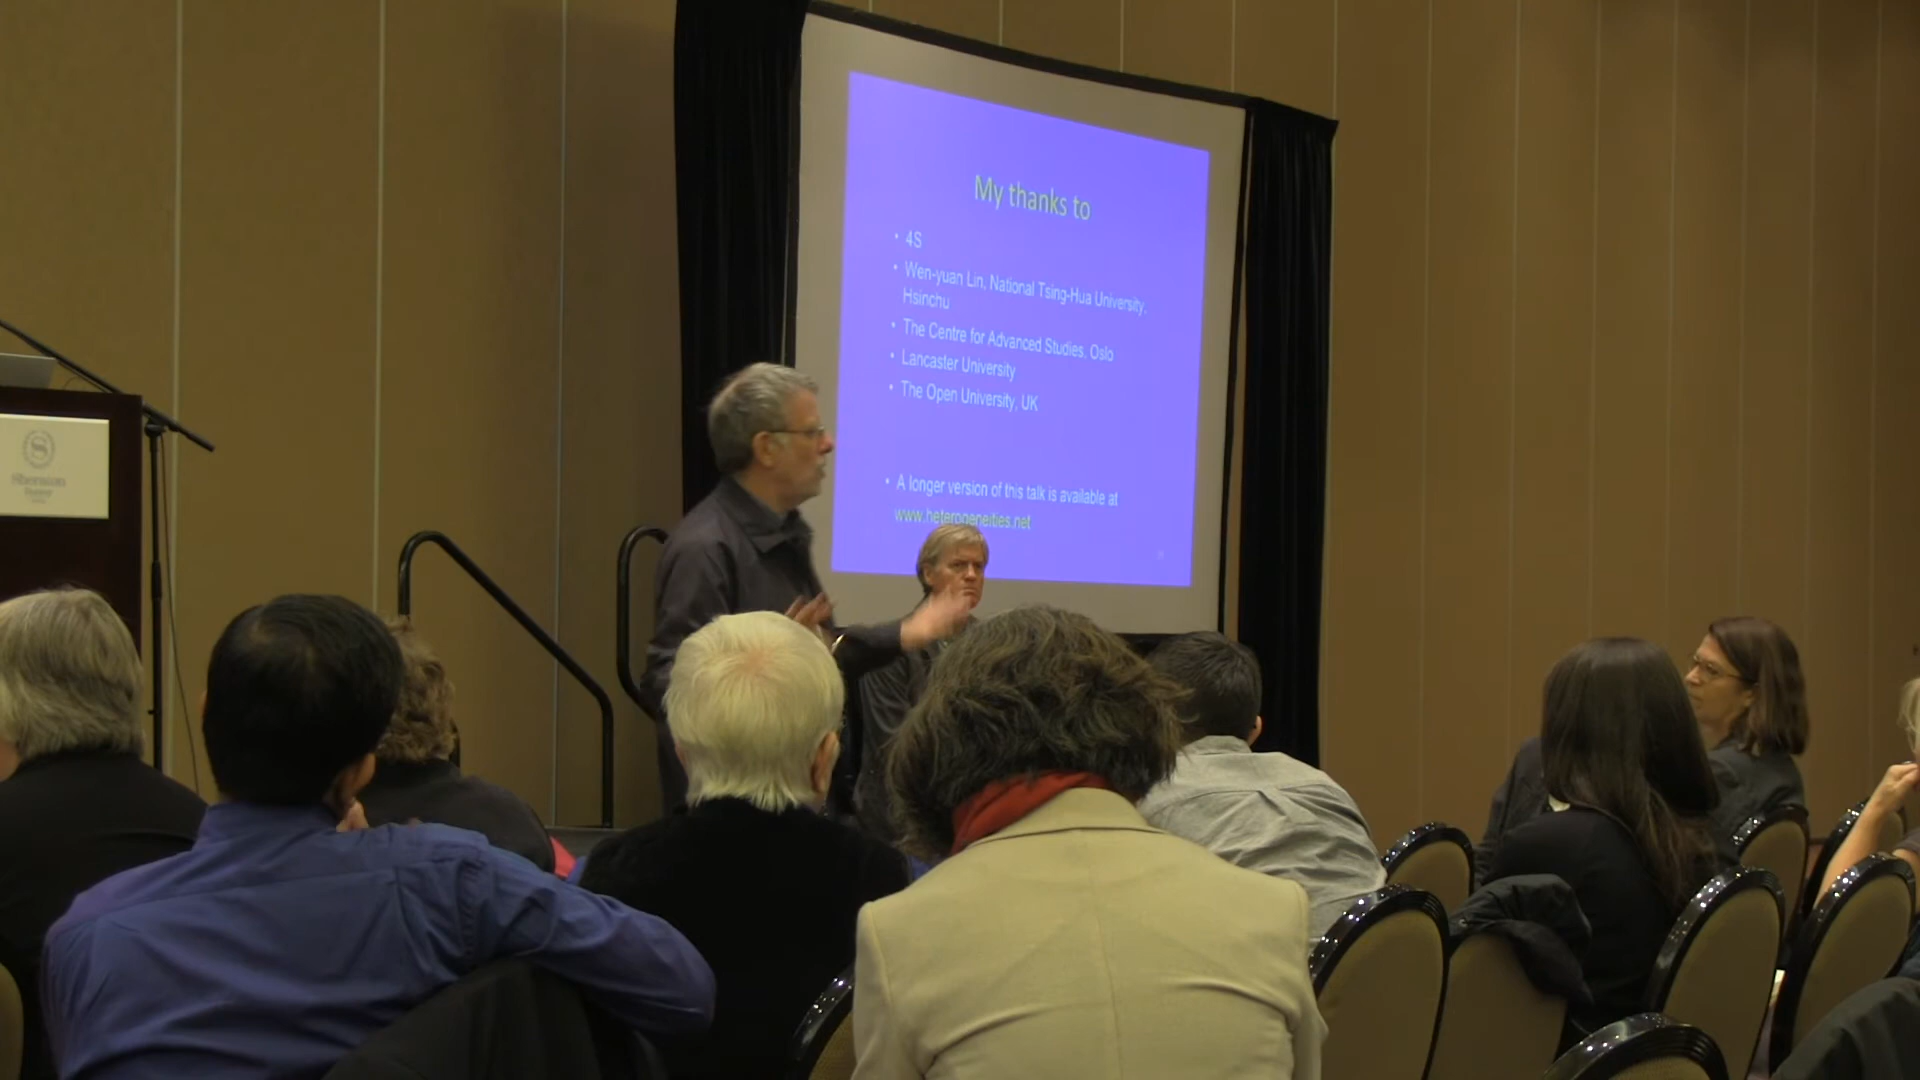 My thanks to
• 4S
• Wen-yuan Lin, National Tsing-Hua University,
Hsinchu
• The Centre for Advanced Studies, Oslo
• Lancaster University
• The Open University, UK
• A longer version of this talk is available at
www.heterogeneities.net
S
Sheraton